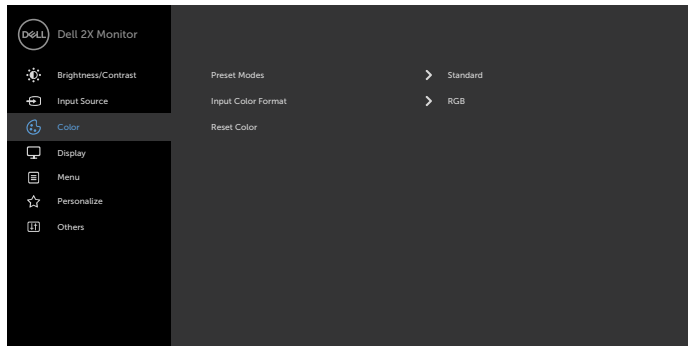 DELL Dell 2X Monitor
Brightness/Contrast Preset Modes Standard
Input Source Input Color Format RGB
Color Reset Color
Display
Menu
Personalize
Others